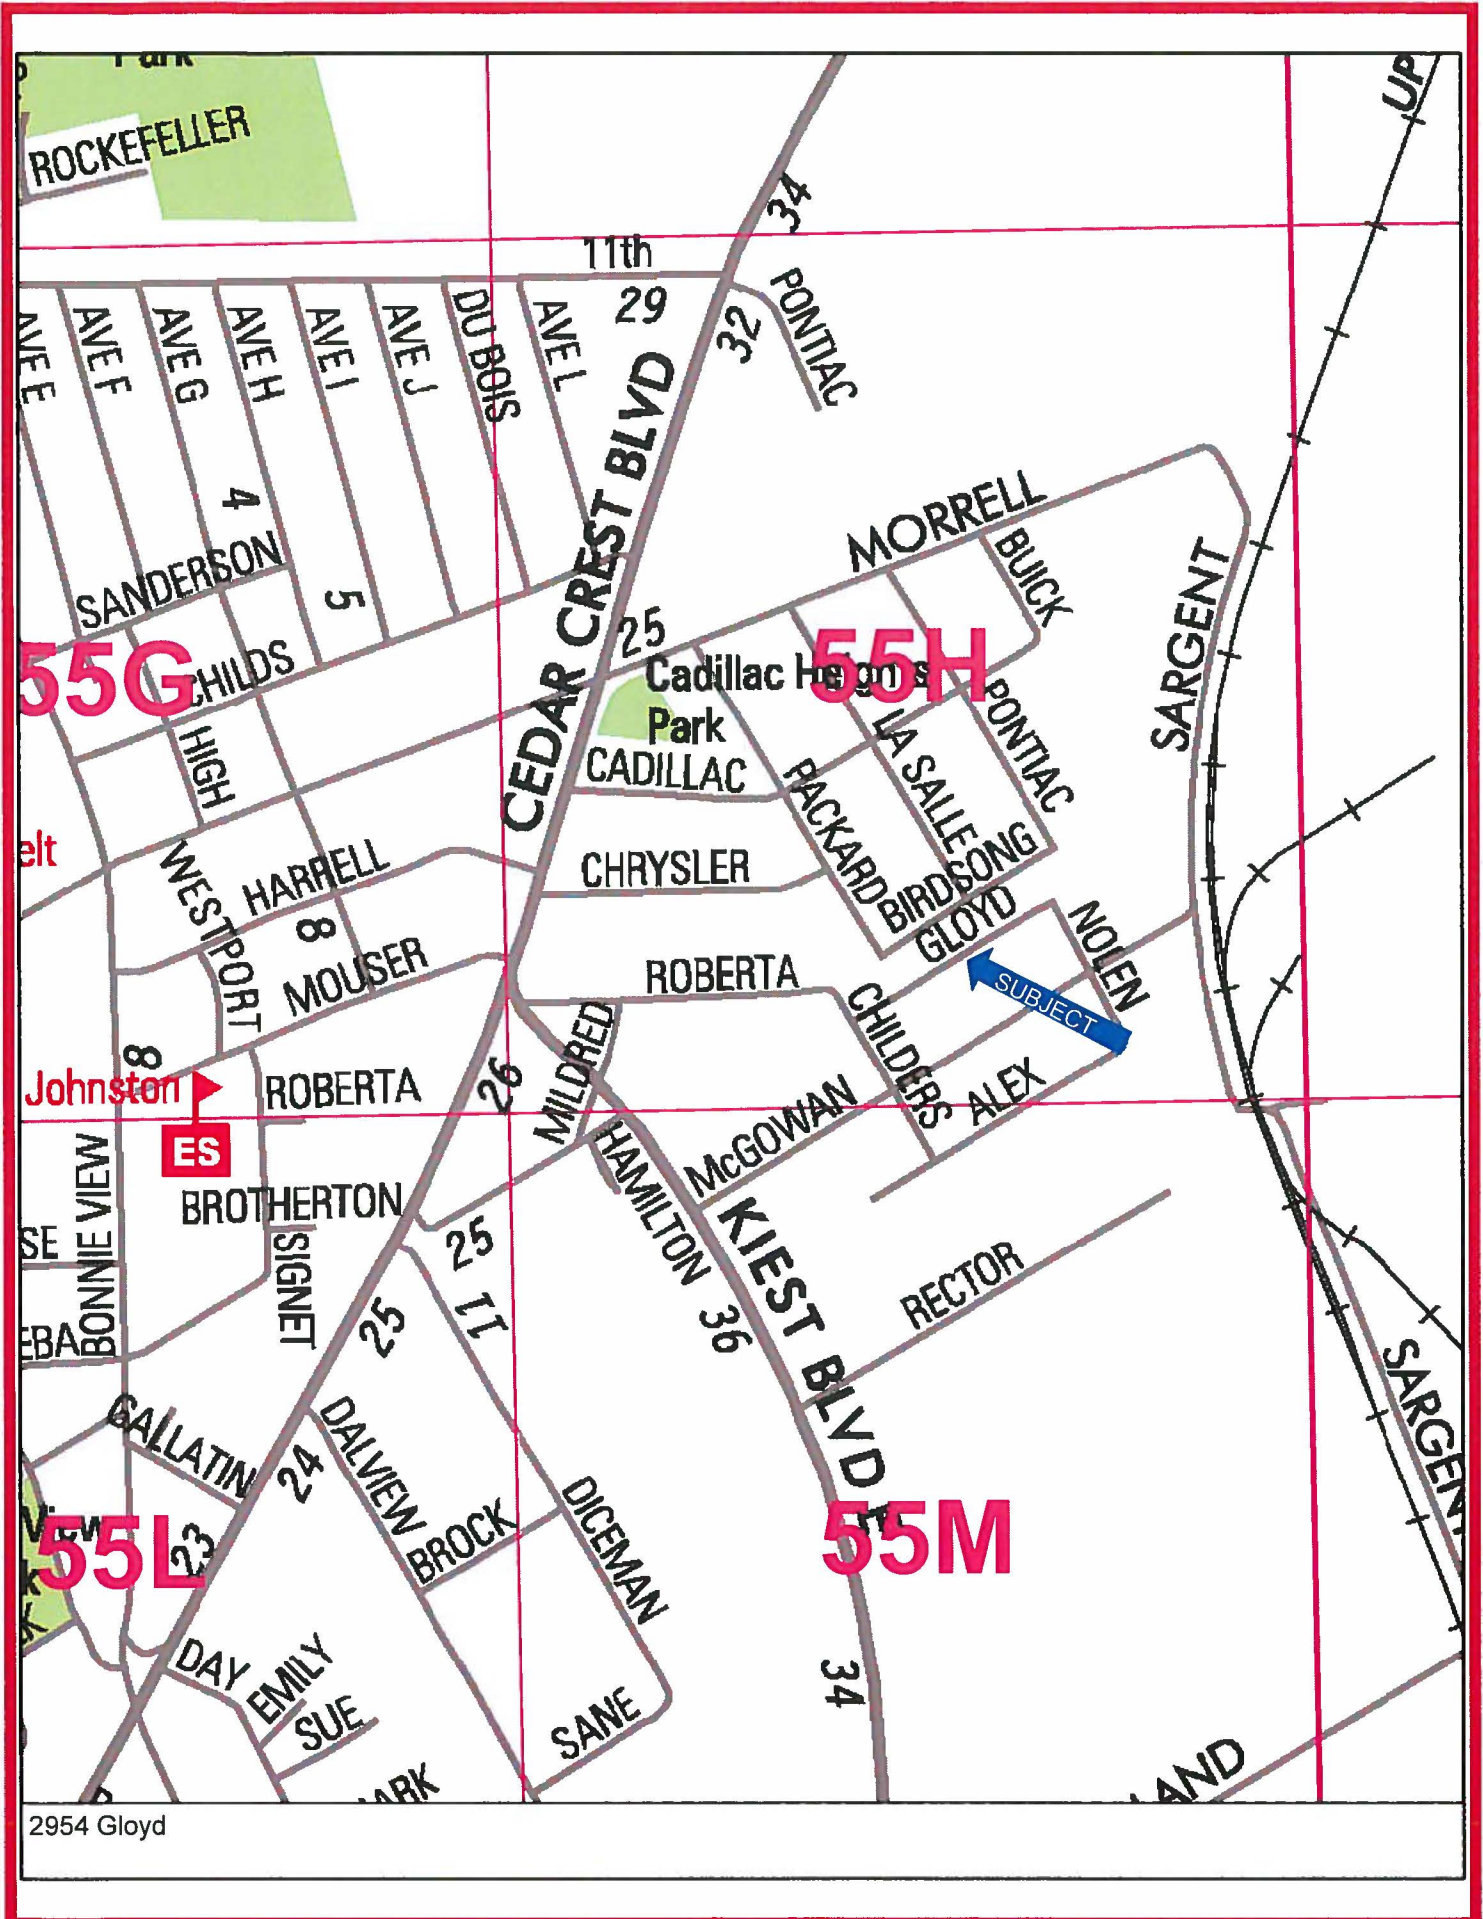 Park
ROCKEFELLER
UP
34
11th
29
32
PONTIAC
AVE E
AVE F
AVE G
AVE H
AVE I
AVE J
DU BOIS
AVE L
CEDAR CREST BLVD
4
SANDERSON
5
MORRELL
BUICK
SARGENT
25
55G
CHILDS
HIGH
Cadillac Heights
Park
55H
CADILLAC
PACKARD
LA SALLE
PONTIAC
elt
WESTPORT
HARRELL
8
MOUSER
CHRYSLER
BIRDSONG
GLOYD
NOLEN
SUBJECT
ROBERTA
CHILDERS
ALEX
McGOWAN
8
Johnston
ES
ROBERTA
26
MILDRED
HAMILTON
BONNIE VIEW
BROTHERTON
SIGNET
SE
EBA
25
25
11
36
KIEST BLVD E
RECTOR
SARGENT
GALLATIN
24
DALVIEW
BROCK
DICEMAN
View
55L
23
55M
DAY
EMILY
SUE
SANE
34
ARK
LAND
2954 Gloyd